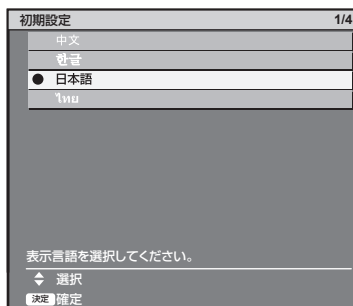 初期設定 1/4
中文
한글
日本語
ไทย
表示言語を選択してください。
選択
決定 確定